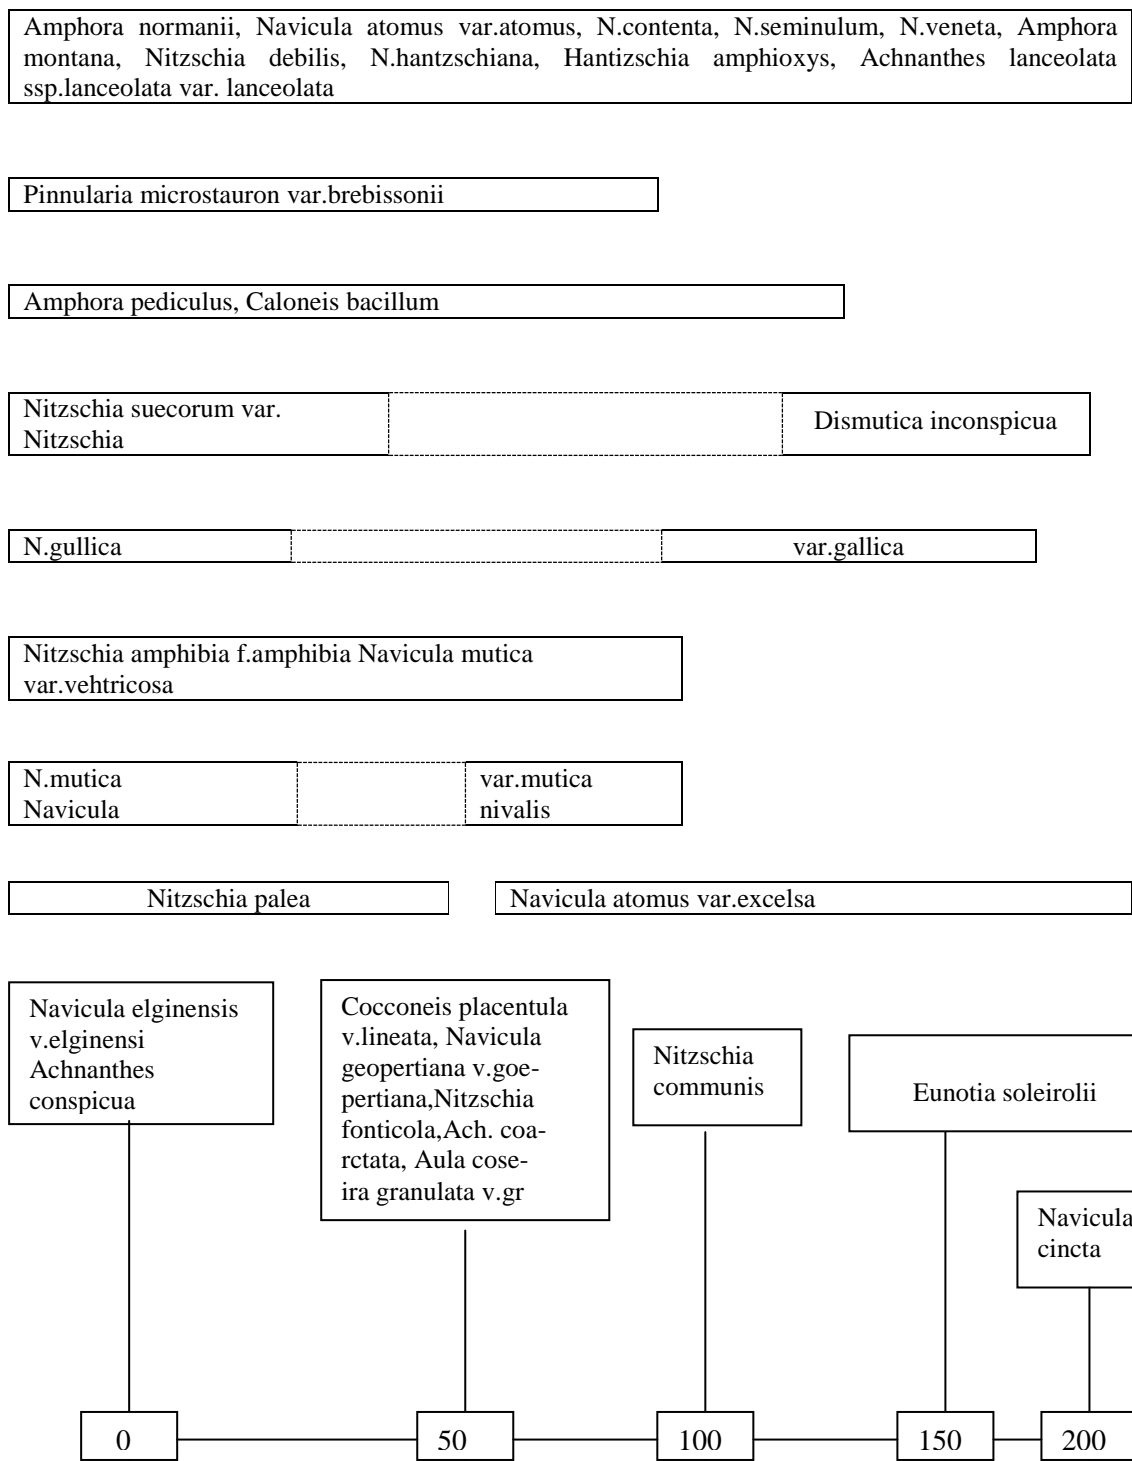 Amphora normanii, Navicula atomus var.atomus, N.contenta, N.seminulum, N.veneta, Amphora
montana, Nitzschia debilis, N.hantzschiana, Hantizschia amphioxys, Achnanthes lanceolata
ssp.lanceolata var. lanceolata
Pinnularia microstauron var.brebissonii
Amphora pediculus, Caloneis bacillum
Nitzschia suecorum var.
Nitzschia
Dismutica inconspicua
N.gullica
var.gallica
Nitzschia amphibia f.amphibia Navicula mutica
var.vehtricosa
N.mutica
Navicula
var.mutica
nivalis
Nitzschia palea
Navicula atomus var.excelsa
Navicula elginensis
v.elginensi
Achnanthes
conspicua
Cocconeis placentula
v.lineata, Navicula
geopertiana v.goe-
pertiana,Nitzschia
fonticola,Ach. coa-
rctata, Aula cose-
ira granulata v.gr
Nitzschia
communis
Eunotia soleirolii
Navicula
cincta
0
50
100
150
200